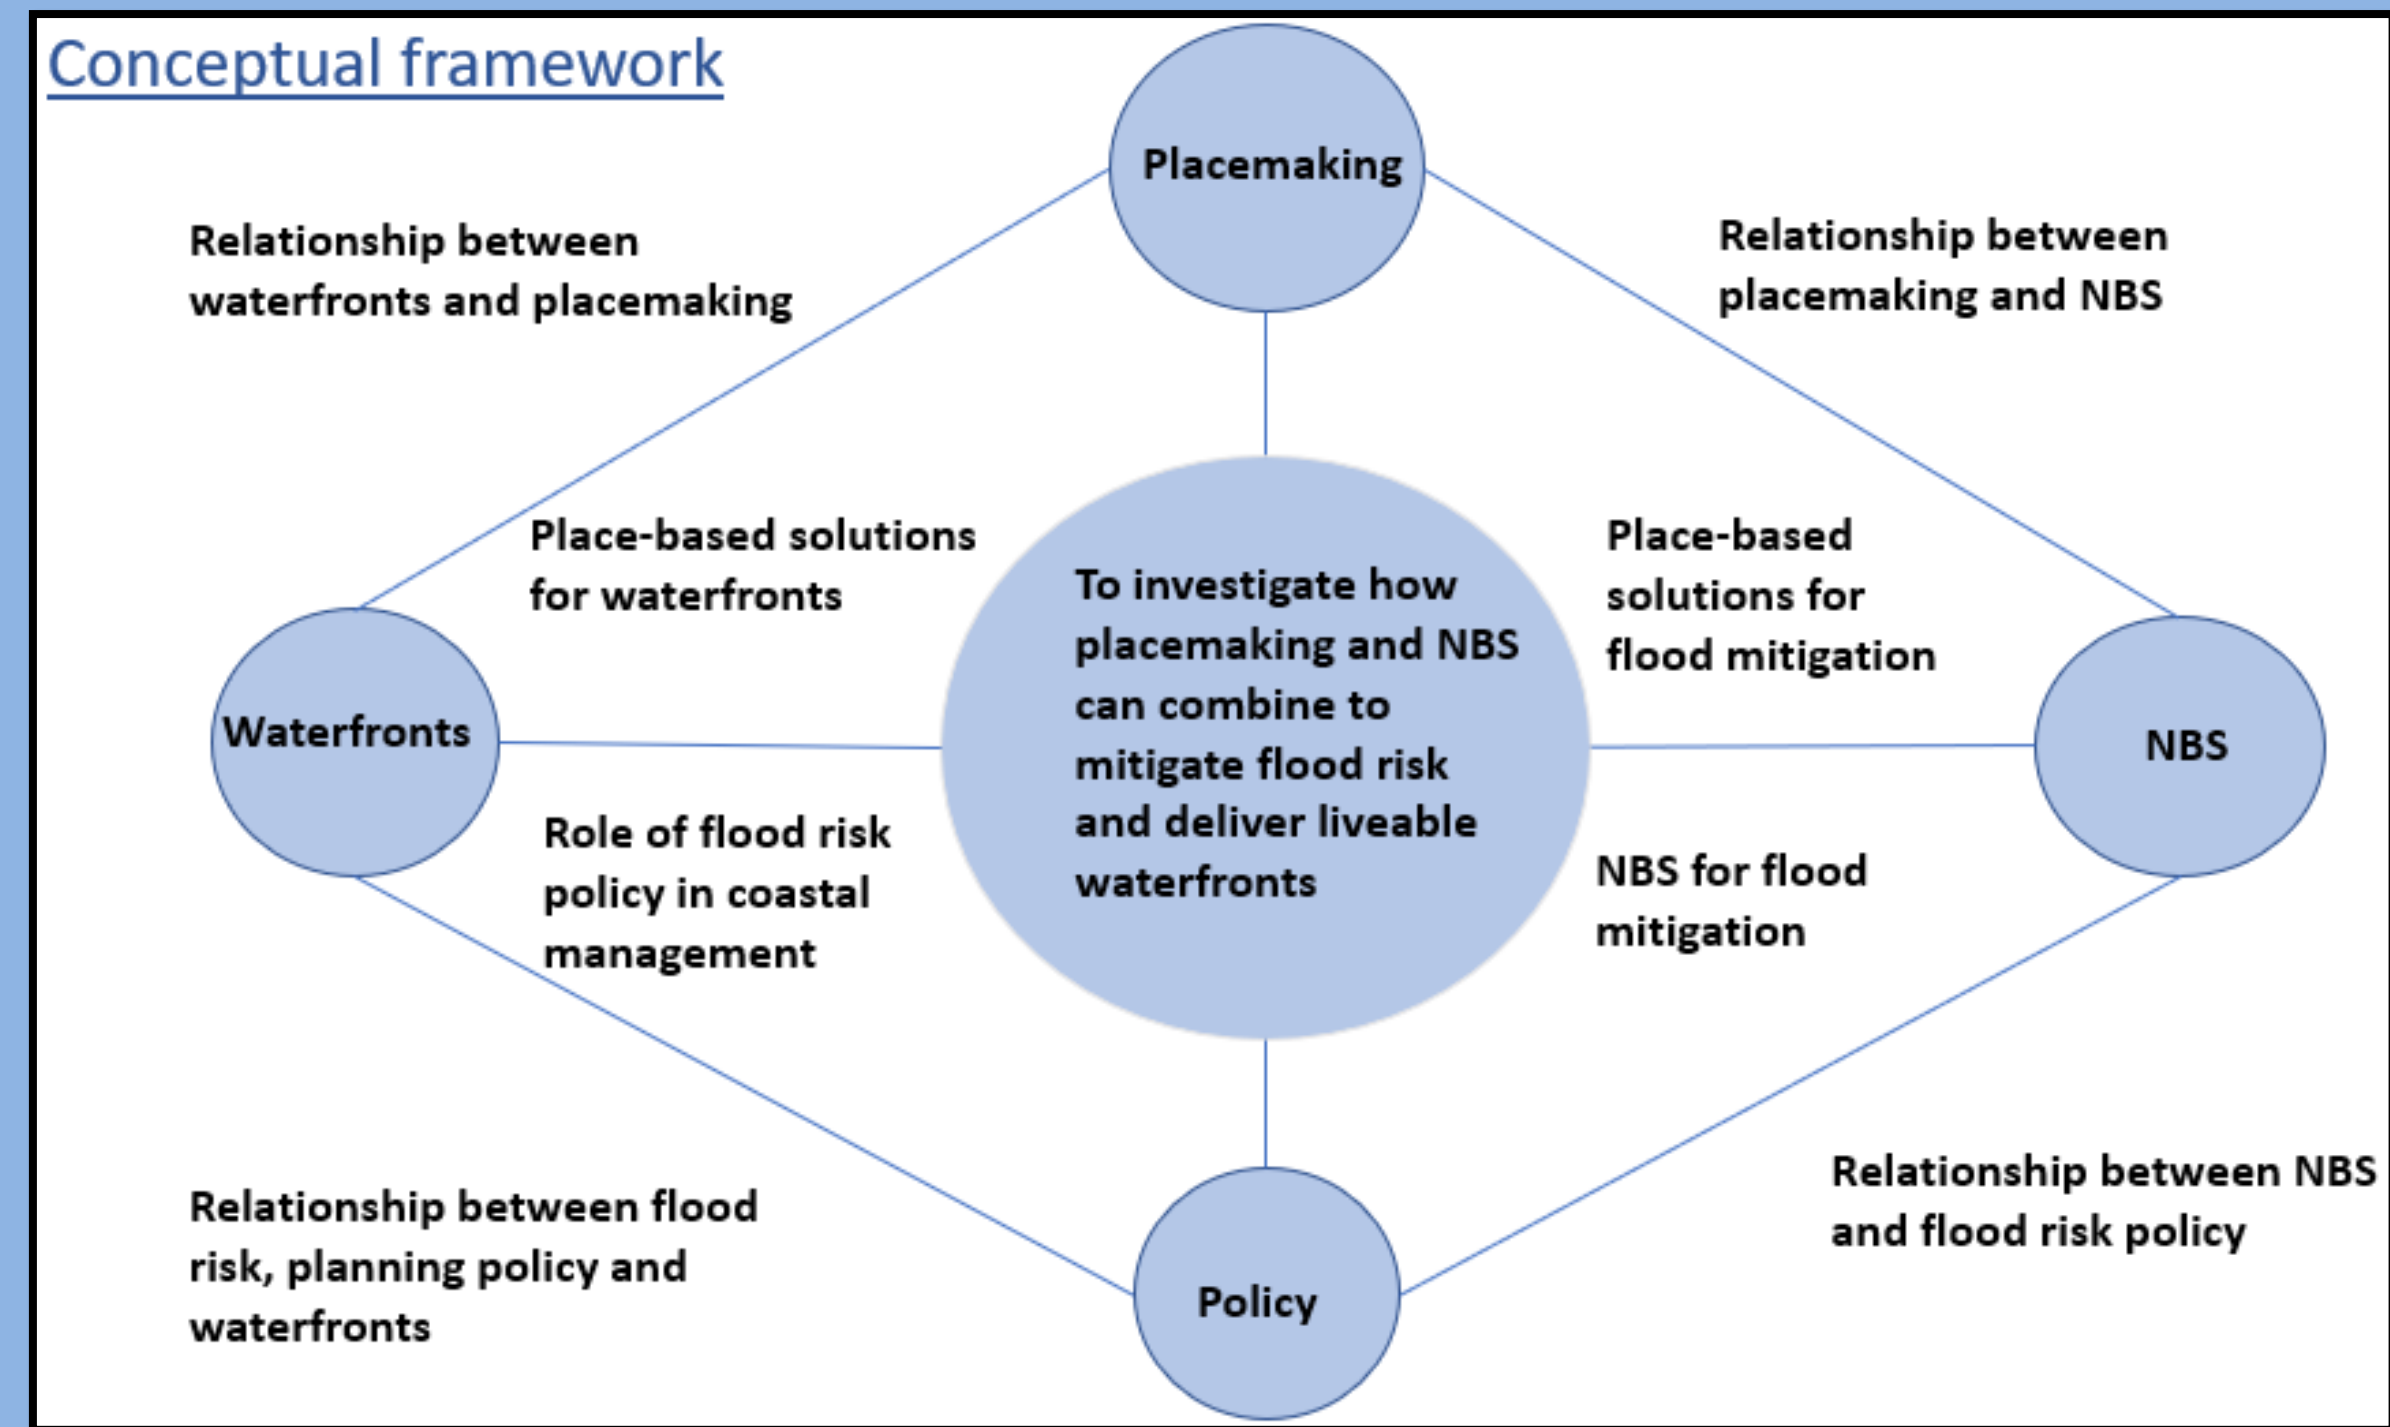 Conceptual framework
Placemaking
Relationship between
waterfronts and placemaking
Relationship between
placemaking and NBS
Place-based solutions
for waterfronts
Place-based
solutions for
flood mitigation
To investigate how
placemaking and NBS
can combine to
mitigate flood risk
and deliver liveable
waterfronts
Waterfronts
NBS
Role of flood risk
policy in coastal
management
NBS for flood
mitigation
Relationship between flood
risk, planning policy and
waterfronts
Relationship between NBS
and flood risk policy
Policy